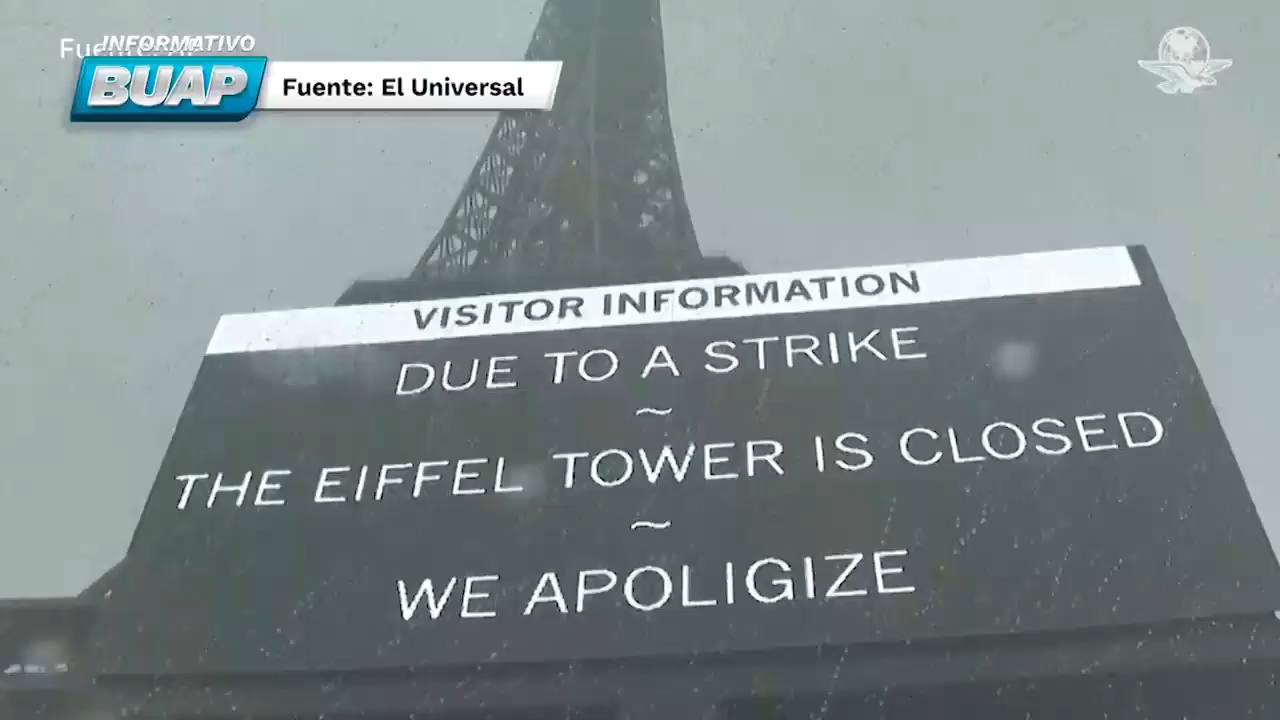 INFORMATIVO
BUAP
Fuente: El Universal
VISITOR INFORMATION
DUE TO A STRIKE
~
THE EIFFEL TOWER IS CLOSED
~
WE APOLIGIZE